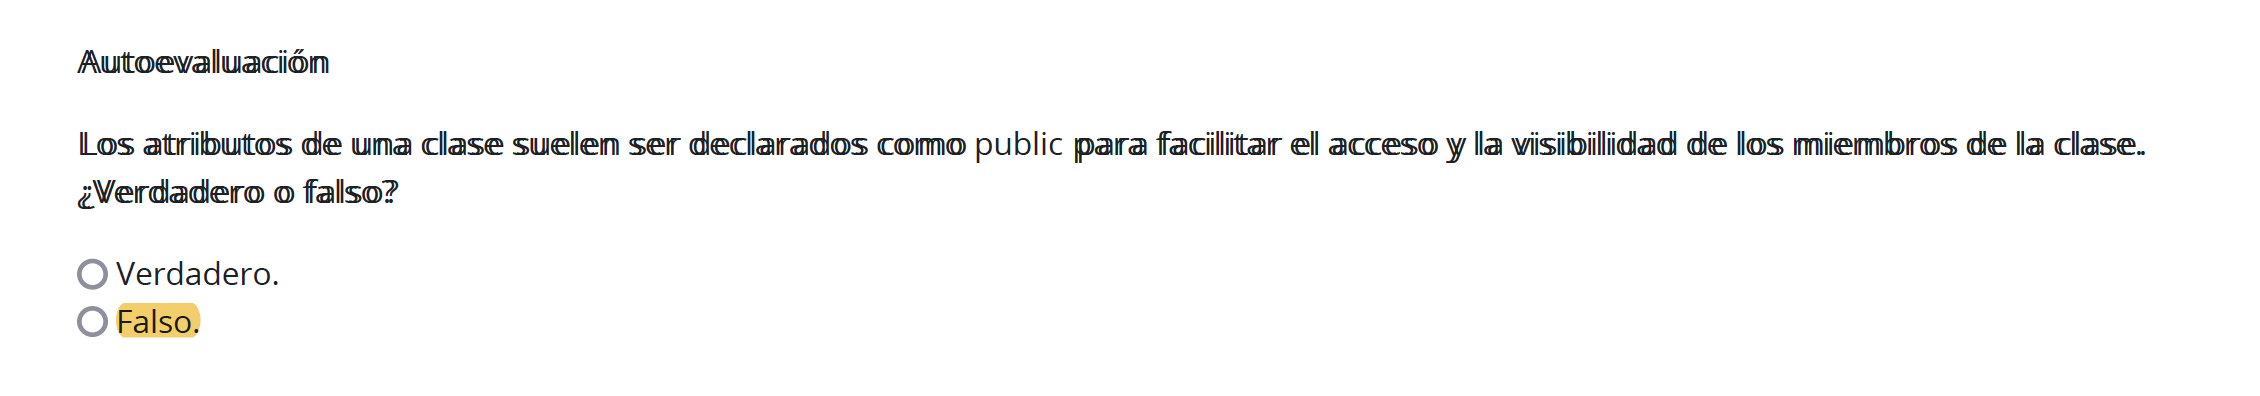 Autoevaluación
Los atributos de una clase suelen ser declarados como public para facilitar el acceso y la visibilidad de los miembros de la clase.
¿Verdadero o falso?
Verdadero.
Falso.